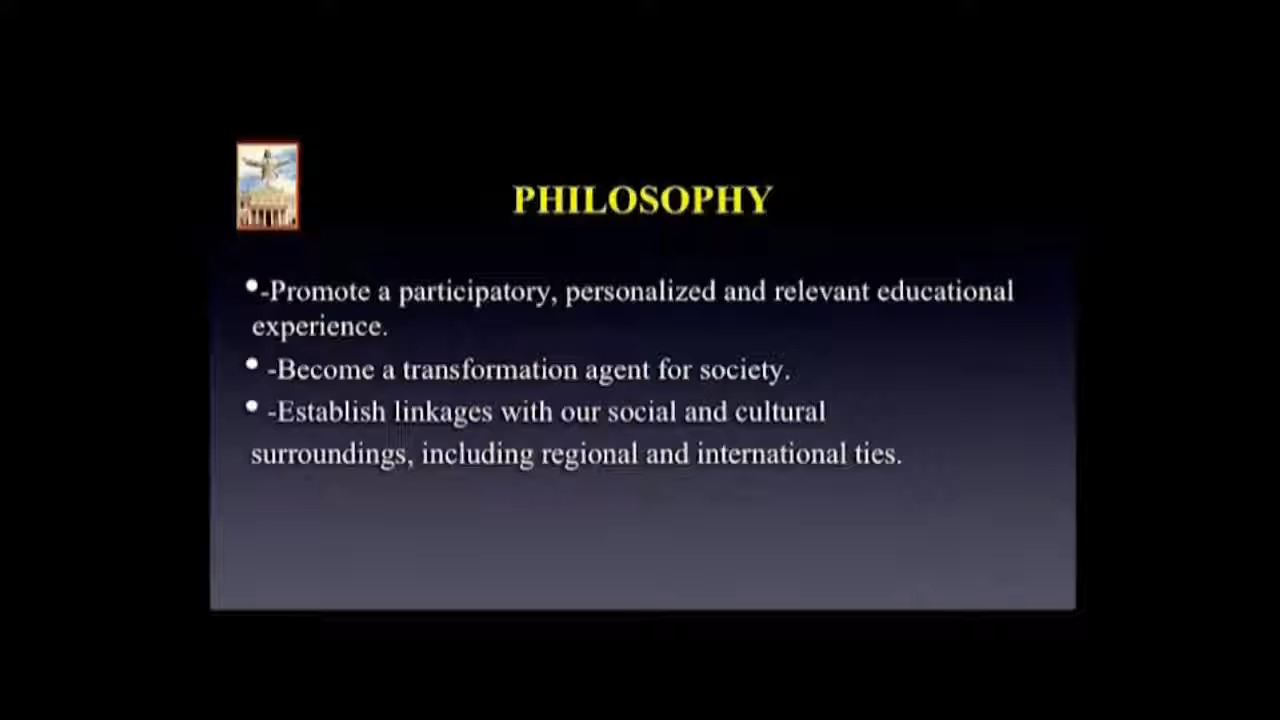 PHILOSOPHY
•-Promote a participatory, personalized and relevant educational
experience.
• -Become a transformation agent for society.
• -Establish linkages with our social and cultural
surroundings, including regional and international ties.